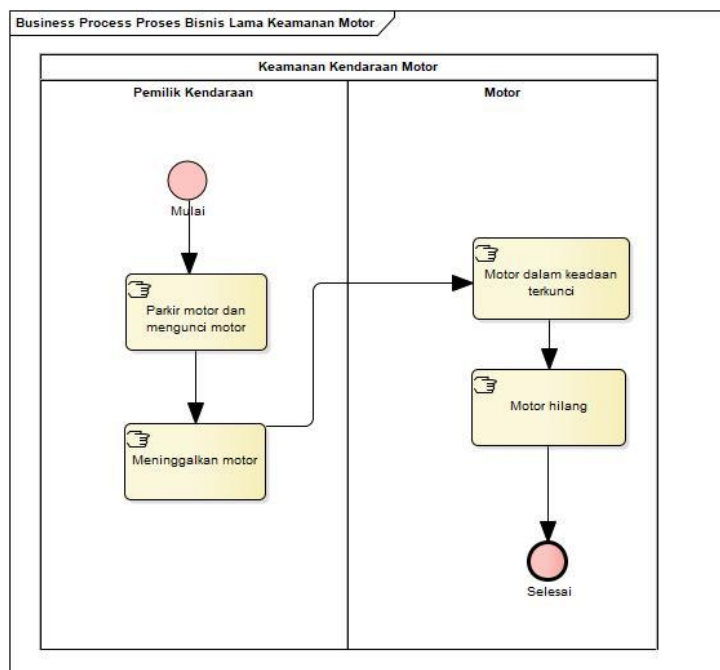 Business Process Proses Bisnis Lama Keamanan Motor
Keamanan Kendaraan Motor
Pemilik Kendaraan
Motor
Mulai
Parkir motor dan
mengunci motor
Meninggalkan motor
Motor dalam keadaan
terkunci
Motor hilang
Selesai